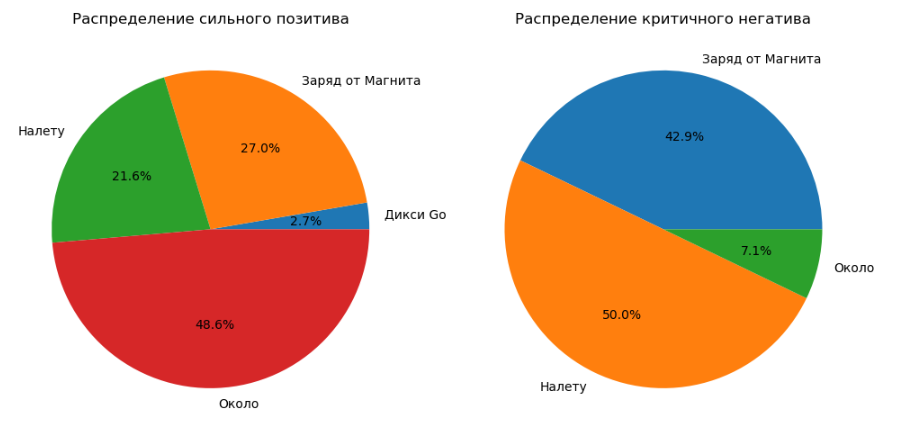 Распределение сильного позитива
Заряд от Магнита
Налету
27.0%
21.6%
Дикси Go
2.7%
48.6%
Около
Распределение критичного негатива
Заряд от Магнита
42.9%
7.1%
Около
50.0%
Налету